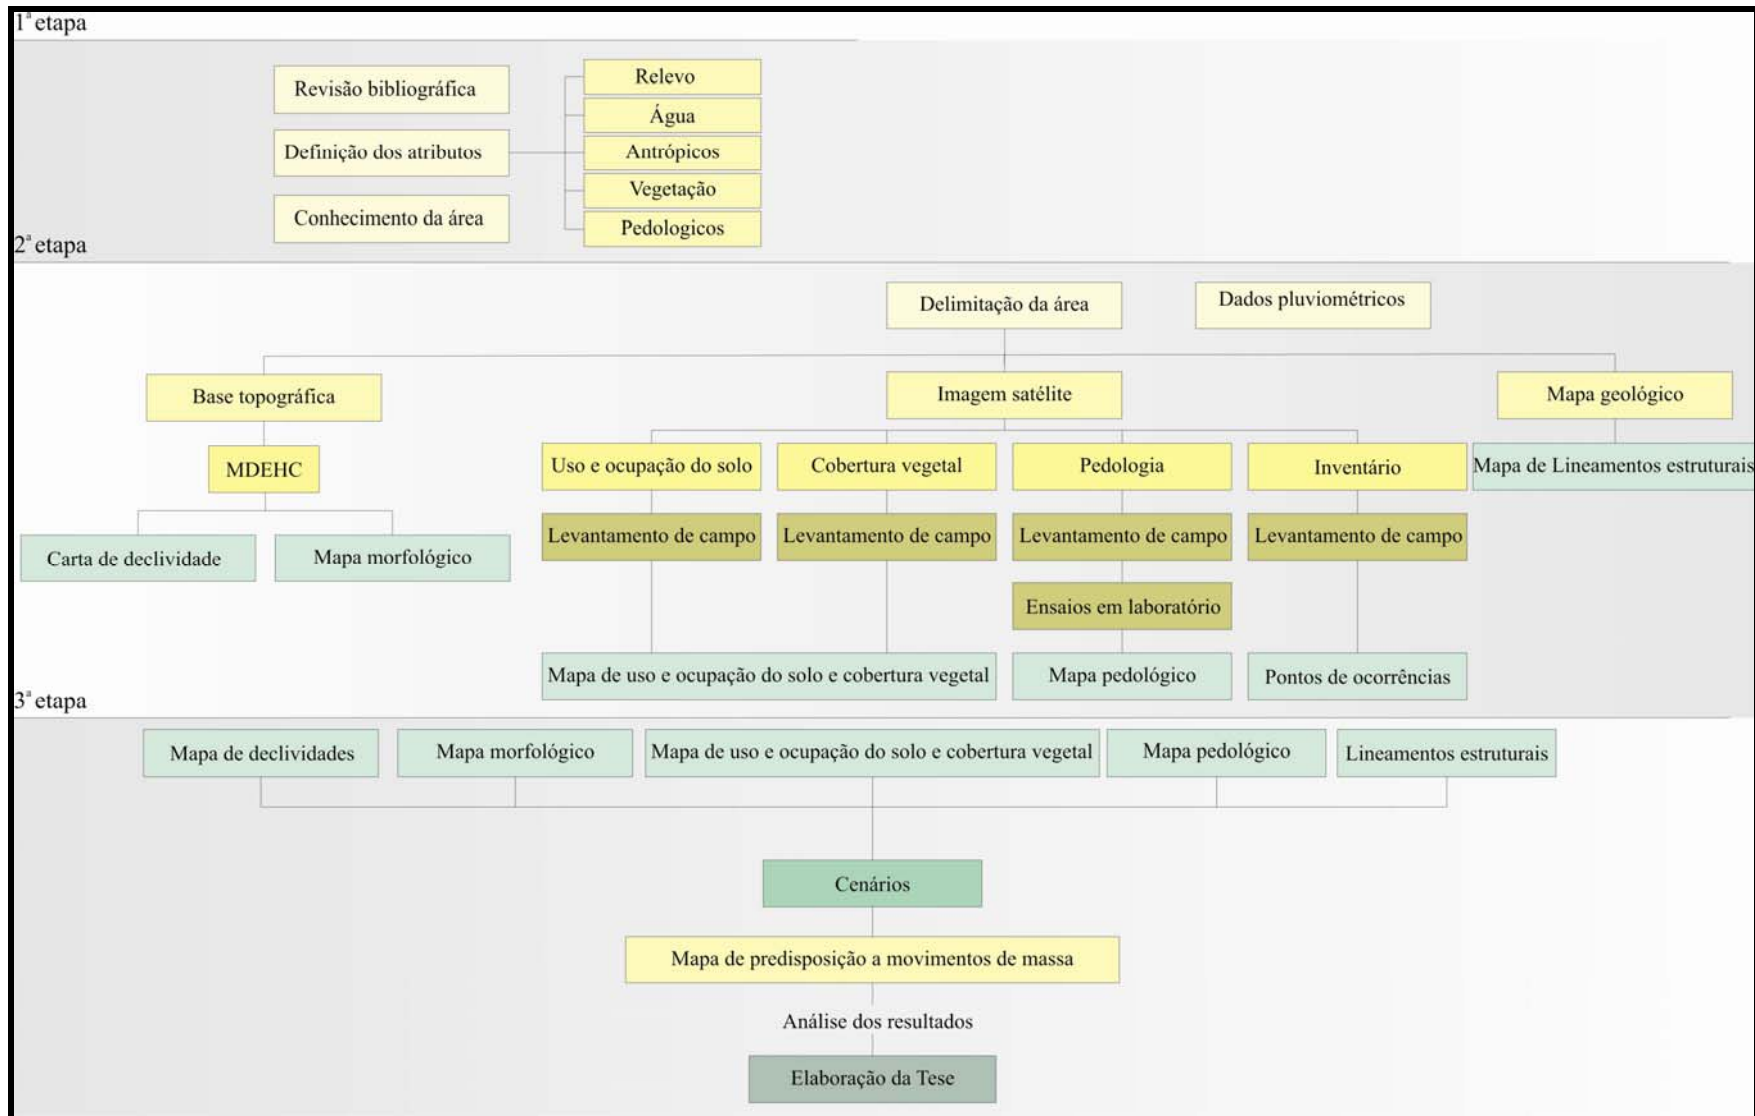 1ª etapa
Revisão bibliográfica
Definição dos atributos
Conhecimento da área
Relevo
Água
Antrópicos
Vegetação
Pedologicos
2ª etapa
Delimitação da área
Dados pluviométricos
Base topográfica
Imagem satélite
Mapa geológico
MDEHC
Uso e ocupação do solo
Cobertura vegetal
Pedologia
Inventário
Mapa de Lineamentos estruturais
Levantamento de campo
Levantamento de campo
Levantamento de campo
Levantamento de campo
Carta de declividade
Mapa morfológico
Ensaios em laboratório
Mapa de uso e ocupação do solo e cobertura vegetal
Mapa pedológico
Pontos de ocorrências
3ª etapa
Mapa de declividades
Mapa morfológico
Mapa de uso e ocupação do solo e cobertura vegetal
Mapa pedológico
Lineamentos estruturais
Cenários
Mapa de predisposição a movimentos de massa
Análise dos resultados
Elaboração da Tese